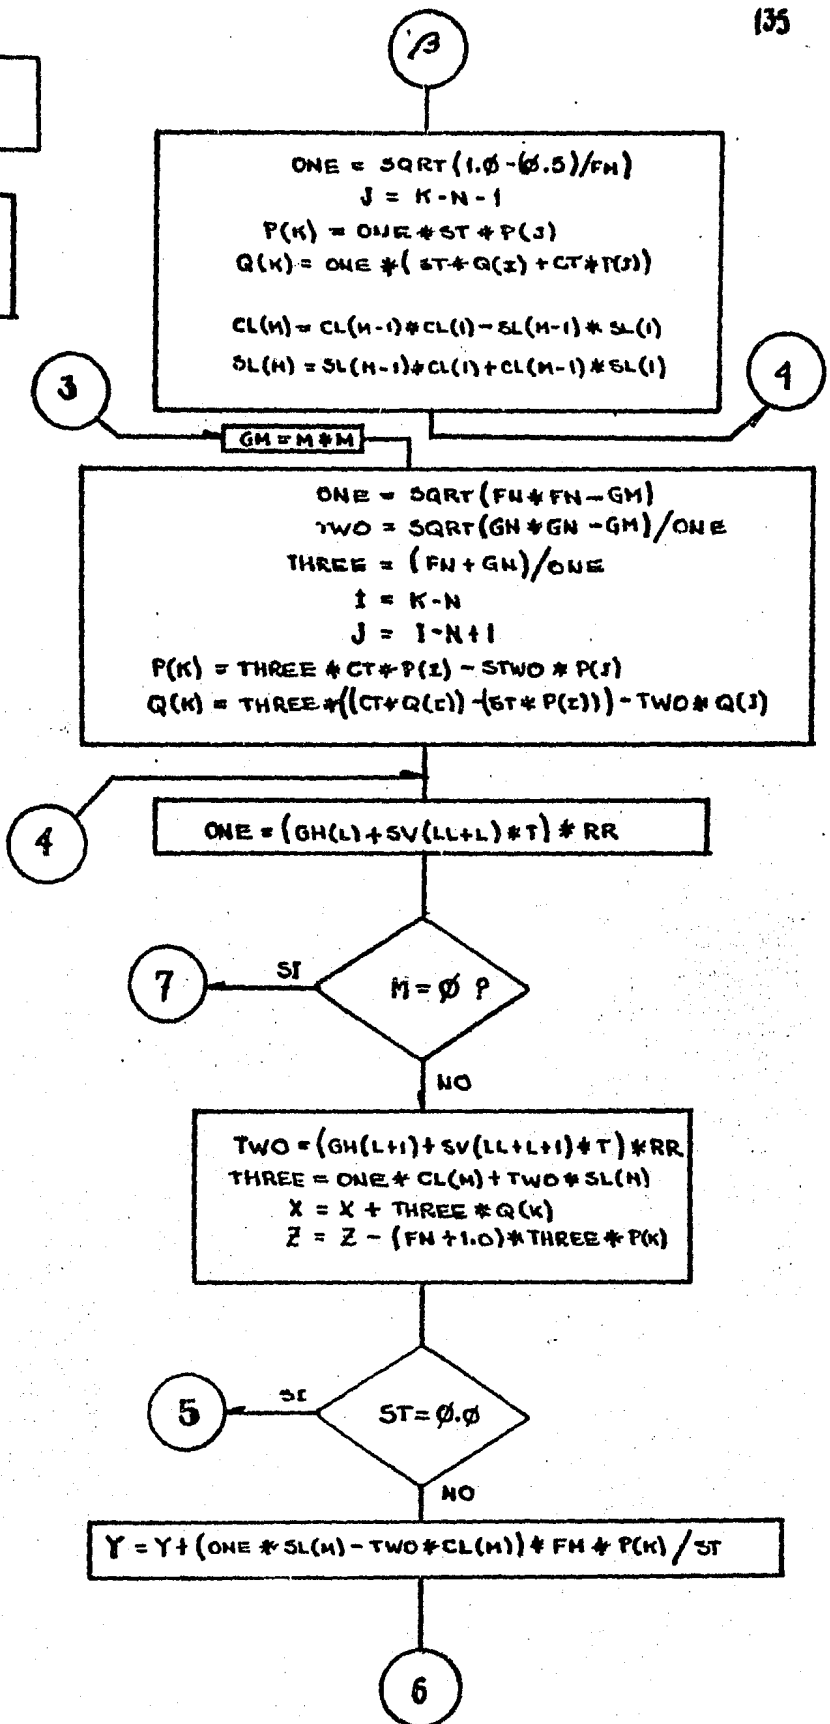 135
β
ONE = SQRT(1.Ø-(Ø.5)/FM)
J = K-N-1
P(K) = ONE * ST * P(J)
Q(K) = ONE * (ST * Q(I) + CT * P(J))
CL(M) = CL(M-1) * CL(1) - SL(M-1) * SL(1)
SL(M) = SL(M-1) * CL(1) + CL(M-1) * SL(1)
3
4
GM = M * M
ONE = SQRT(FN * FN - GM)
TWO = SQRT(GN * GN - GM)/ONE
THREE = (FN + GN)/ONE
I = K-N
J = I-N+1
P(K) = THREE * CT * P(I) - STWO * P(J)
Q(K) = THREE * ((CT * Q(I)) - (ST * P(I))) - TWO * Q(J)
4
ONE = (GH(L) + SV(LL+L) * T) * RR
7
SI
M = Ø ?
NO
TWO = (GH(L+1) + SV(LL+L+1) * T) * RR
THREE = ONE * CL(M) + TWO * SL(M)
X = X + THREE * Q(K)
Z = Z - (FN + 1.0) * THREE * P(K)
5
SI
ST = Ø.Ø
NO
Y = Y + (ONE * SL(M) - TWO * CL(M)) * FM * P(K) / ST
6